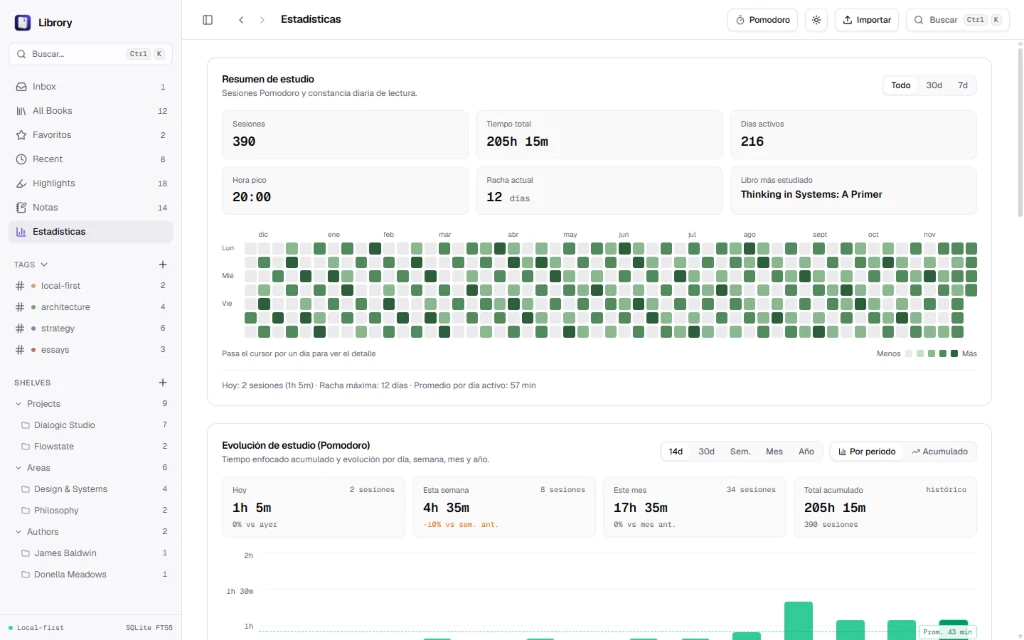 Librory
Buscar... Ctrl K
Inbox 1
All Books 12
Favoritos 2
Recent 8
Highlights 18
Notas 14
Estadísticas
TAGS
# local-first 2
# architecture 4
# strategy 6
# essays 3
SHELVES
Projects 9
Dialogic Studio 7
Flowstate 2
Areas 6
Design & Systems 4
Philosophy 2
Authors 2
James Baldwin 1
Donella Meadows 1
Local-first SQLite FTS5
Estadísticas
Pomodoro
Importar
Buscar Ctrl K
Resumen de estudio
Sesiones Pomodoro y constancia diaria de lectura.
Todo 30d 7d
Sesiones
390
Tiempo total
205h 15m
Días activos
216
Hora pico
20:00
Racha actual
12 días
Libro más estudiado
Thinking in Systems: A Primer
dic ene feb mar abr may jun jul ago sept oct nov
Lun
Mié
Vie
Pasa el cursor por un día para ver el detalle
Menos Más
Hoy: 2 sesiones (1h 5m) · Racha máxima: 12 días · Promedio por día activo: 57 min
Evolución de estudio (Pomodoro)
Tiempo enfocado acumulado y evolución por día, semana, mes y año.
14d 30d Sem. Mes Año
Por periodo Acumulado
Hoy 2 sesiones
1h 5m
0% vs ayer
Esta semana 8 sesiones
4h 35m
-10% vs sem. ant.
Este mes 34 sesiones
17h 35m
0% vs mes ant.
Total acumulado histórico
205h 15m
390 sesiones
2h
1h 30m
1h
Prom. 43 min